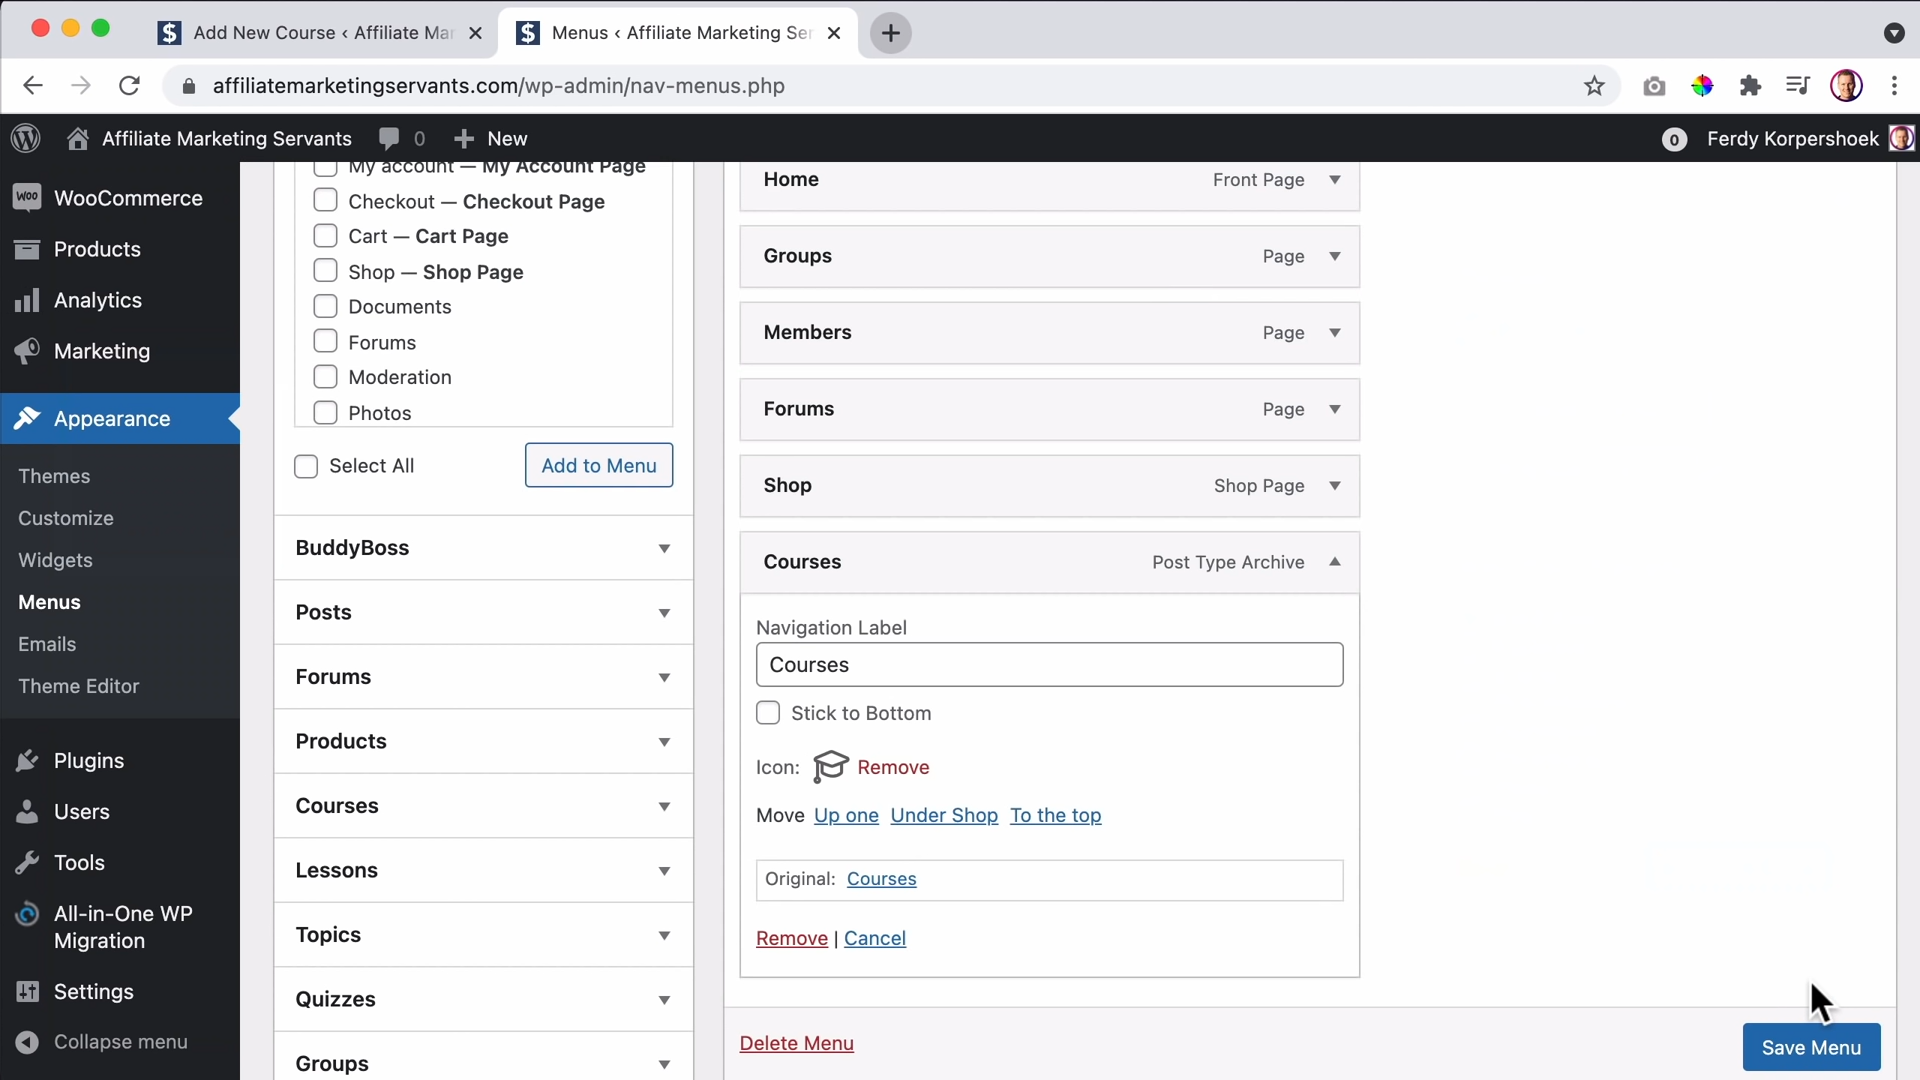 Add New Course ‹ Affiliate Mar
Menus ‹ Affiliate Marketing Ser
affiliatemarketingservants.com/wp-admin/nav-menus.php
Affiliate Marketing Servants
0
New
0
Ferdy Korpershoek
WooCommerce
Products
Analytics
Marketing
Appearance
Themes
Customize
Widgets
Menus
Emails
Theme Editor
Plugins
Users
Tools
All-in-One WP
Migration
Settings
Collapse menu
My account — My Account Page
Checkout — Checkout Page
Cart — Cart Page
Shop — Shop Page
Documents
Forums
Moderation
Photos
Select All
Add to Menu
BuddyBoss
Posts
Forums
Products
Courses
Lessons
Topics
Quizzes
Groups
Home Front Page
Groups Page
Members Page
Forums Page
Shop Shop Page
Courses Post Type Archive
Navigation Label
Courses
Stick to Bottom
Icon: Remove
Move Up one Under Shop To the top
Original: Courses
Remove | Cancel
Delete Menu
Save Menu